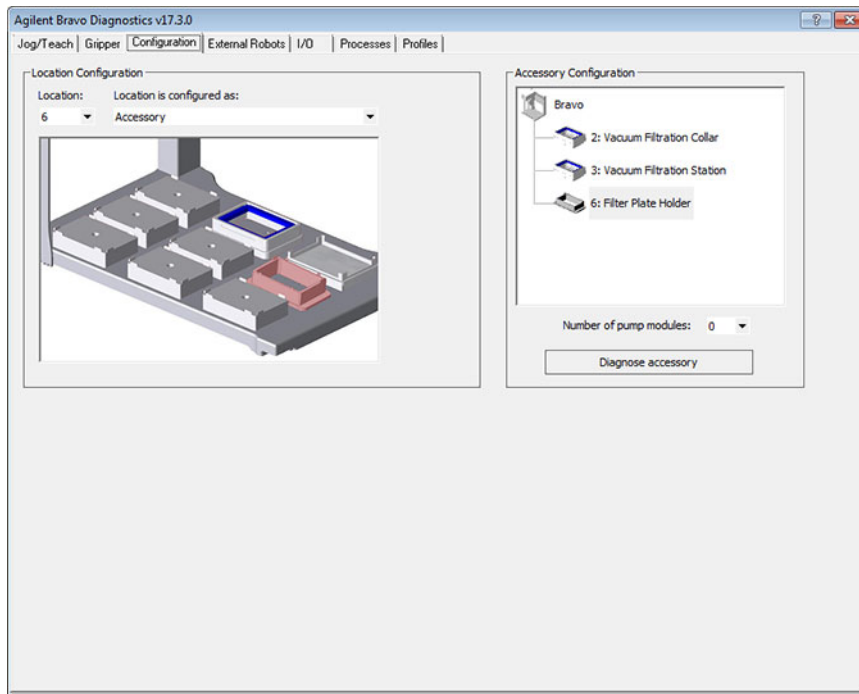 Agilent Bravo Diagnostics v17.3.0
Jog/Teach Gripper Configuration External Robots I/O Processes Profiles
Location Configuration
Location: Location is configured as:
6 Accessory
Accessory Configuration
Bravo
2: Vacuum Filtration Collar
3: Vacuum Filtration Station
6: Filter Plate Holder
Number of pump modules: 0
Diagnose accessory